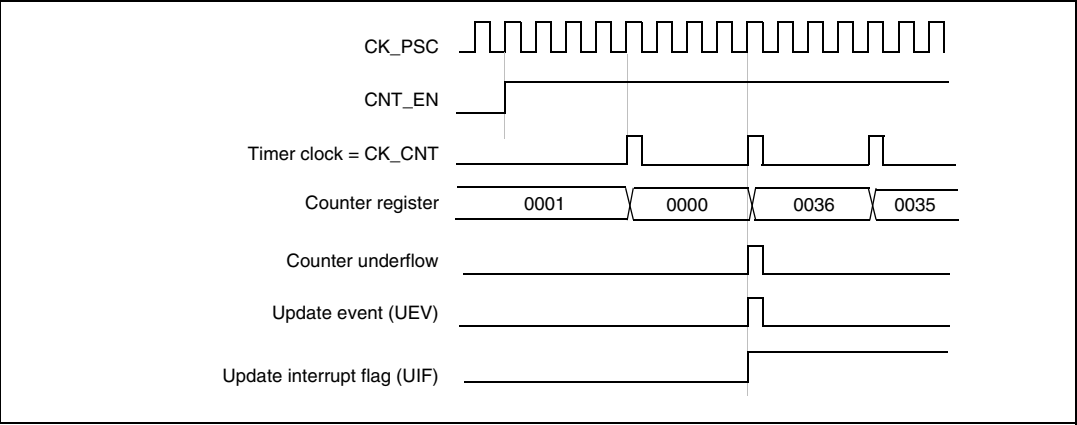 CK_PSC
CNT_EN
Timer clock = CK_CNT
Counter register 0001 0000 0036 0035
Counter underflow
Update event (UEV)
Update interrupt flag (UIF)